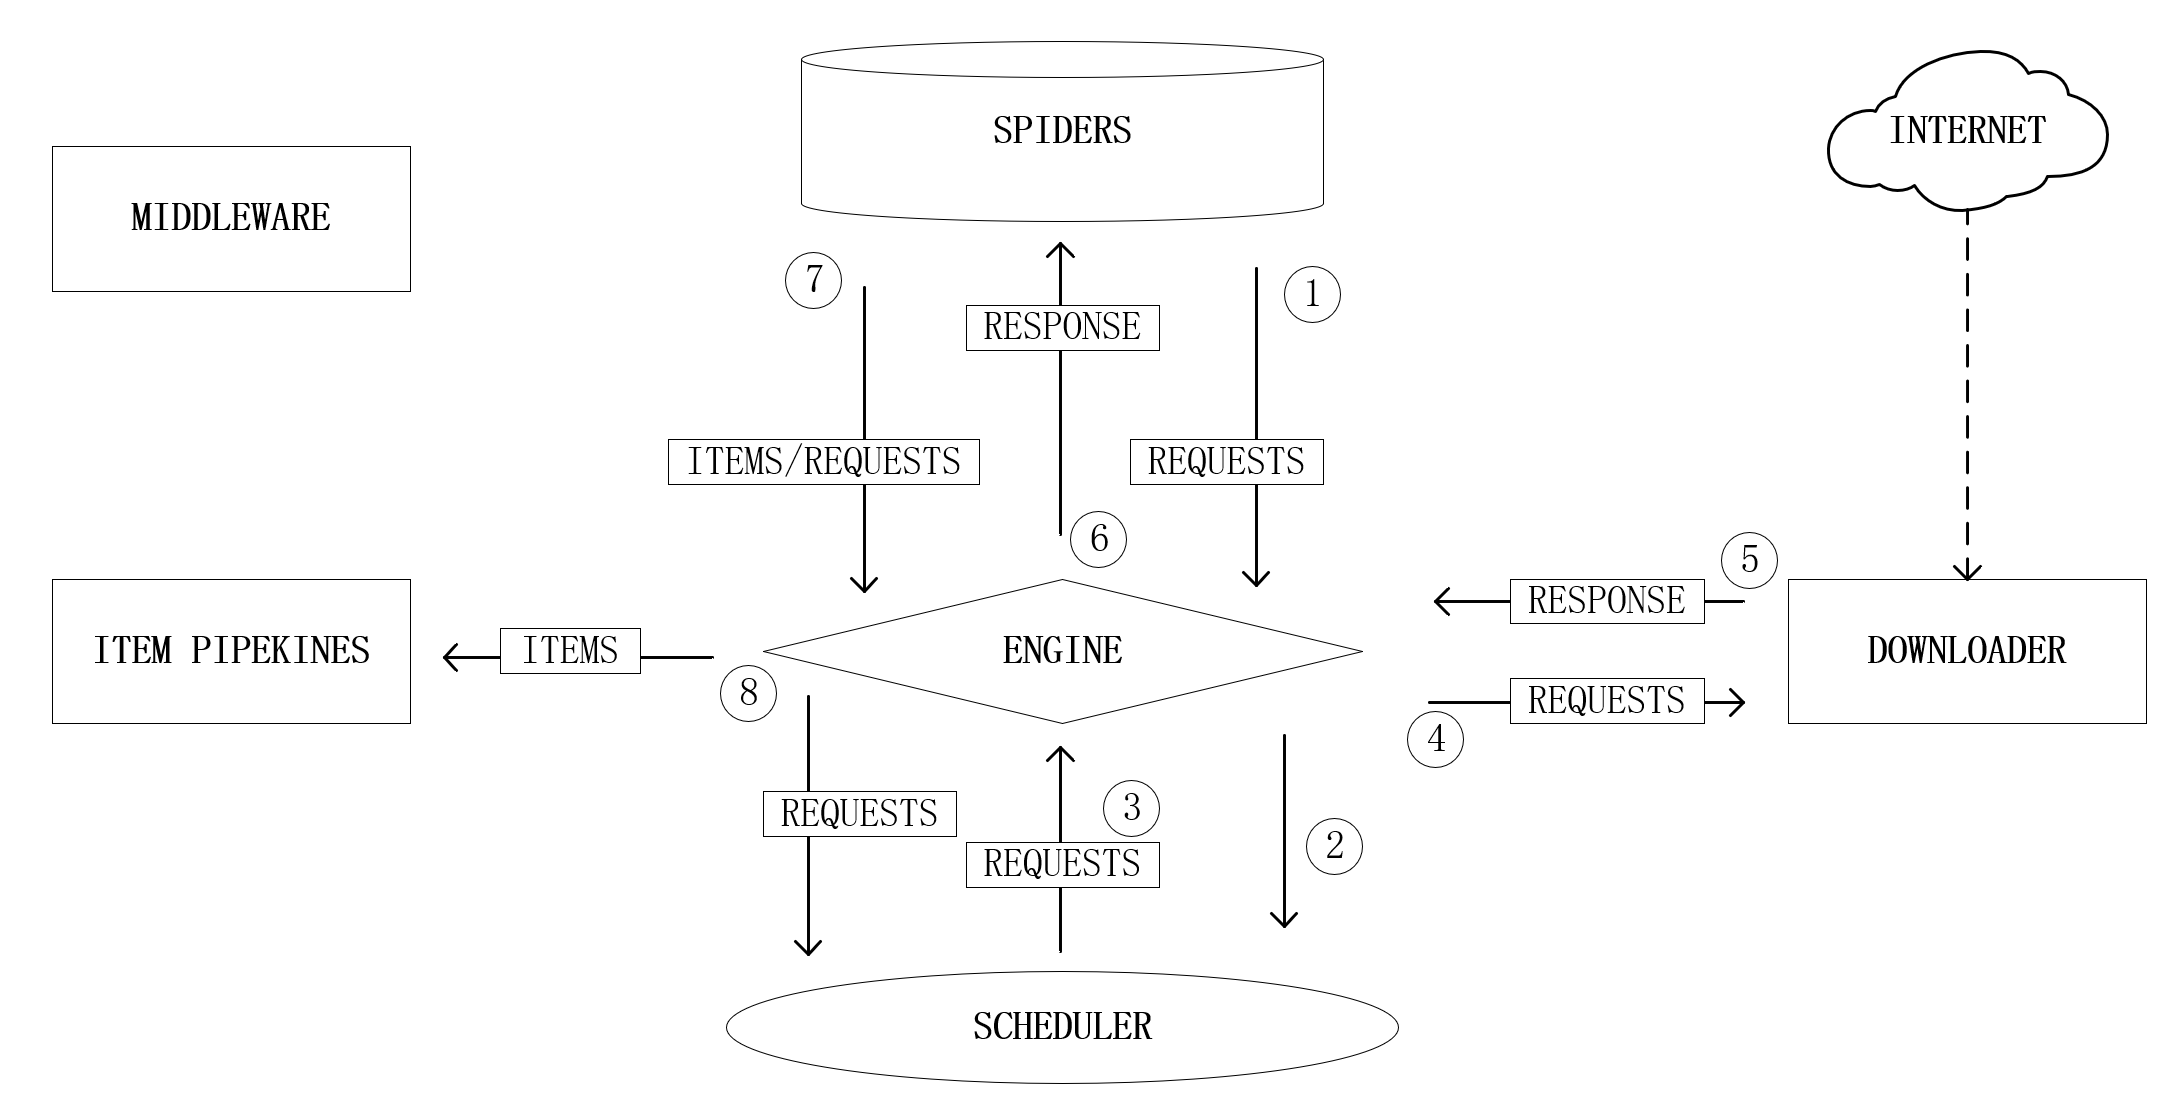 SPIDERS
INTERNET
MIDDLEWARE
7
1
RESPONSE
ITEMS/REQUESTS
REQUESTS
6
5
RESPONSE
ITEM PIPEKINES
ITEMS
ENGINE
DOWNLOADER
8
REQUESTS
4
REQUESTS
3
2
REQUESTS
SCHEDULER